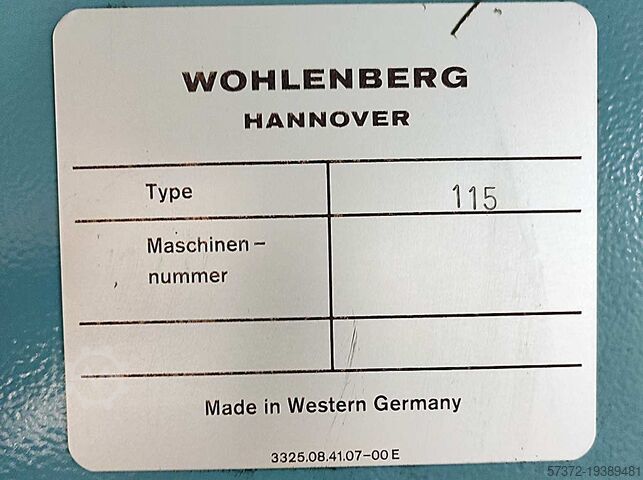 WOHLENBERG
HANNOVER
Type 115
Maschinen-
nummer
Made in Western Germany
3325.08.41.07-00 E
57372-19389481